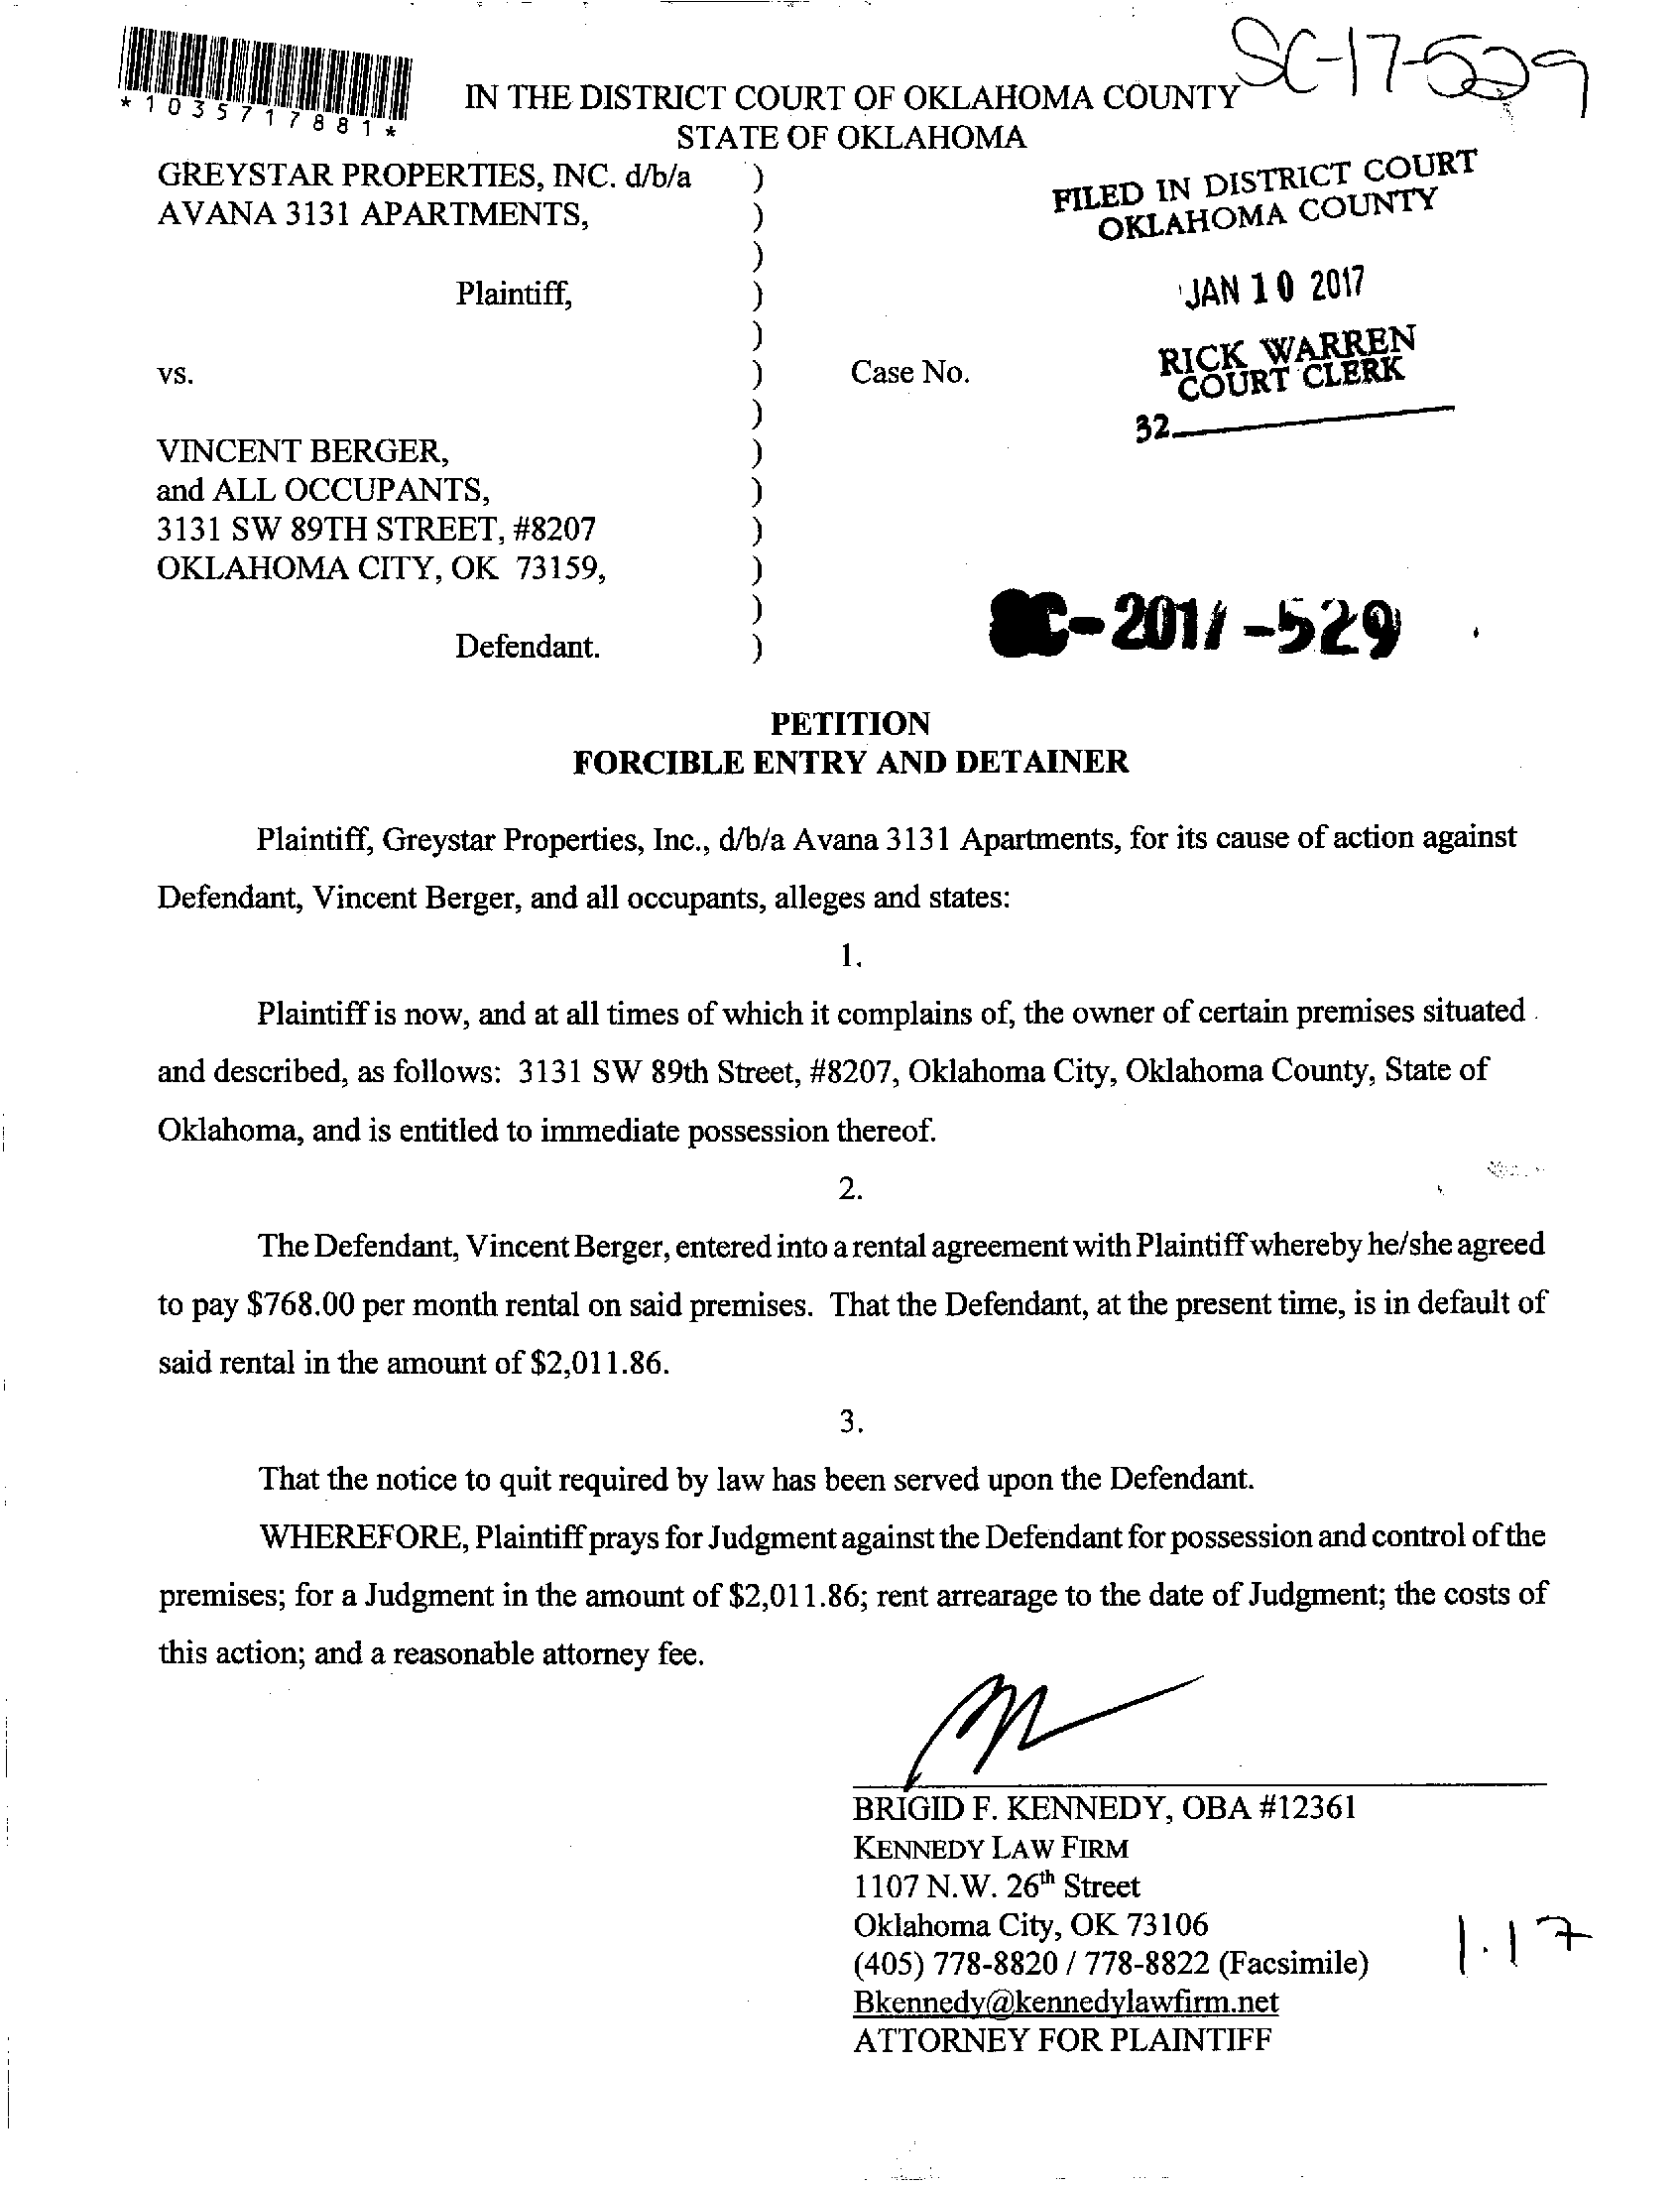 SC-17-529
*1035717881*
IN THE DISTRICT COURT OF OKLAHOMA COUNTY
STATE OF OKLAHOMA
GREYSTAR PROPERTIES, INC. d/b/a )
AVANA 3131 APARTMENTS, )
)
Plaintiff, )
)
vs. ) Case No.
)
VINCENT BERGER, )
and ALL OCCUPANTS, )
3131 SW 89TH STREET, #8207 )
OKLAHOMA CITY, OK 73159, )
)
Defendant. )
FILED IN DISTRICT COURT
OKLAHOMA COUNTY
JAN 10 2017
RICK WARREN
COURT CLERK
32
SC-2017-529
PETITION
FORCIBLE ENTRY AND DETAINER
Plaintiff, Greystar Properties, Inc., d/b/a Avana 3131 Apartments, for its cause of action against
Defendant, Vincent Berger, and all occupants, alleges and states:
1.
Plaintiff is now, and at all times of which it complains of, the owner of certain premises situated
and described, as follows: 3131 SW 89th Street, #8207, Oklahoma City, Oklahoma County, State of
Oklahoma, and is entitled to immediate possession thereof.
2.
The Defendant, Vincent Berger, entered into a rental agreement with Plaintiff whereby he/she agreed
to pay $768.00 per month rental on said premises. That the Defendant, at the present time, is in default of
said rental in the amount of $2,011.86.
3.
That the notice to quit required by law has been served upon the Defendant.
WHEREFORE, Plaintiff prays for Judgment against the Defendant for possession and control of the
premises; for a Judgment in the amount of $2,011.86; rent arrearage to the date of Judgment; the costs of
this action; and a reasonable attorney fee.
BRIGID F. KENNEDY, OBA #12361
KENNEDY LAW FIRM
1107 N.W. 26th Street
Oklahoma City, OK 73106
(405) 778-8820 / 778-8822 (Facsimile)
Bkennedy@kennedylawfirm.net
ATTORNEY FOR PLAINTIFF
1.17